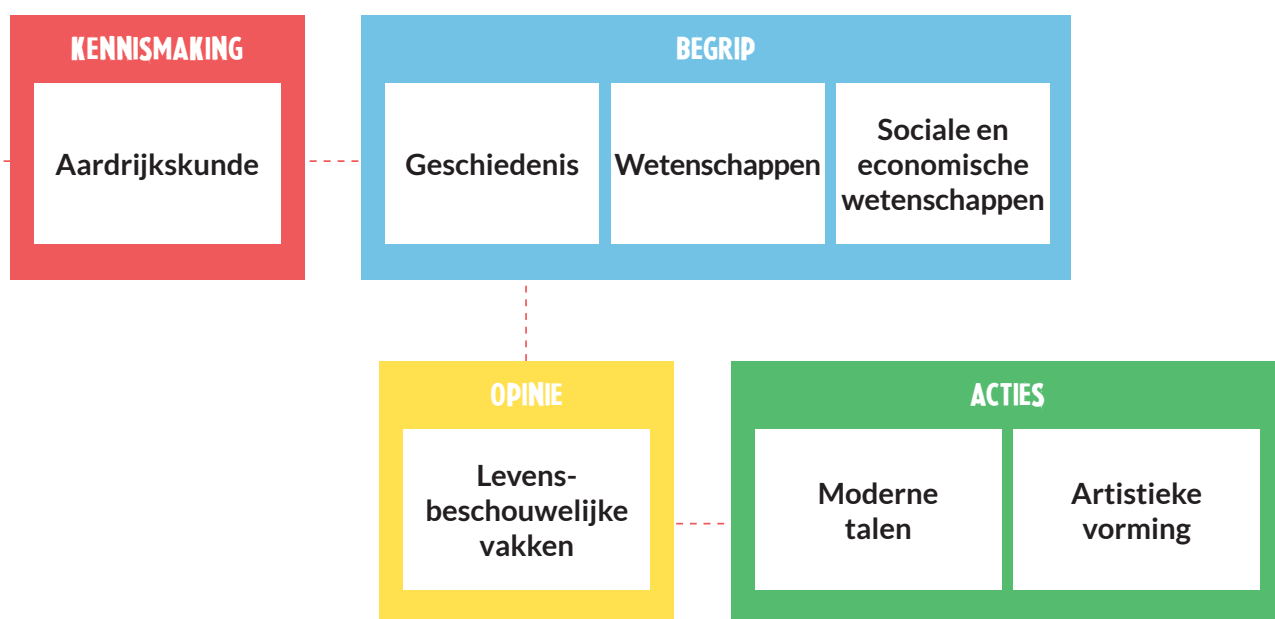 KENNISMAKING
Aardrijkskunde
BEGRIP
Geschiedenis
Wetenschappen
Sociale en
economische
wetenschappen
OPINIE
Levens-
beschouwelijke
vakken
ACTIES
Moderne
talen
Artistieke
vorming